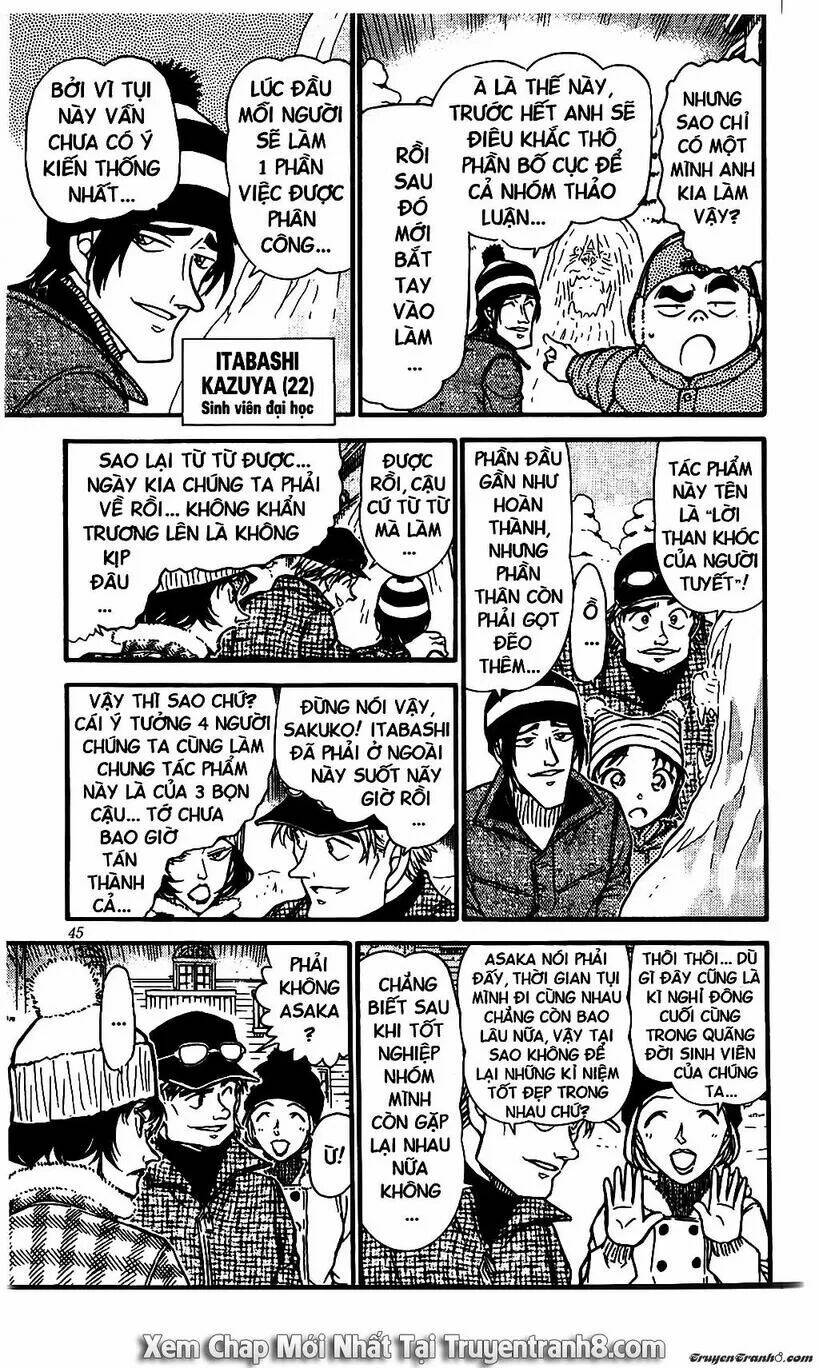 NHƯNG
SAO CHỈ
CÓ MỘT
MÌNH ANH
KIA LÀM
VẬY?
À LÀ THẾ NÀY,
TRƯỚC HẾT ANH SẼ
ĐIÊU KHẮC THÔ
PHẦN BỐ CỤC ĐỂ
CẢ NHÓM THẢO
LUẬN...
RỒI
SAU
ĐÓ
MỚI
BẮT
TAY
VÀO
LÀM
...
LÚC ĐẦU
MỖI NGƯỜI
SẼ LÀM
1 PHẦN
VIỆC ĐƯỢC
PHÂN
CÔNG...
BỞI VÌ TỤI
NÀY VẪN
CHƯA CÓ Ý
KIẾN THỐNG
NHẤT...
ITABASHI
KAZUYA (22)
Sinh viên đại học
TÁC PHẨM
NÀY TÊN
LÀ "LỜI
THAN KHÓC
CỦA NGƯỜI
TUYẾT"!
Ồ
...
PHẦN ĐẦU
GẦN NHƯ
HOÀN
THÀNH,
NHƯNG
PHẦN
THÂN CÒN
PHẢI GỌT
ĐẼO
THÊM...
ĐƯỢC
RỒI, CẬU
CỨ TỪ TỪ
MÀ LÀM
...
SAO LẠI TỪ TỪ ĐƯỢC...
NGÀY KIA CHÚNG TA PHẢI
VỀ RỒI... KHÔNG KHẨN
TRƯƠNG LÊN LÀ KHÔNG
KỊP
ĐÂU
...
ĐỪNG NÓI VẬY,
SAKUKO! ITABASHI
ĐÃ PHẢI Ở NGOÀI
NÀY SUỐT NÃY
GIỜ RỒI
...
VẬY THÌ SAO CHỨ?
CÁI Ý TƯỞNG 4 NGƯỜI
CHÚNG TA CÙNG LÀM
CHUNG TÁC PHẨM
NÀY LÀ CỦA 3 BỌN
CẬU... TỚ CHƯA
BAO GIỜ
TÁN
THÀNH
CẢ...
45
THÔI THÔI... DÙ
GÌ ĐÂY CŨNG LÀ
KÌ NGHỈ ĐÔNG
CUỐI CÙNG
TRONG QUÃNG
ĐỜI SINH VIÊN
CỦA CHÚNG
TA...
ASAKA NÓI PHẢI
ĐẤY, THỜI GIAN TỤI
MÌNH ĐI CÙNG NHAU
CHẲNG CÒN BAO
LÂU NỮA, VẬY TẠI
SAO KHÔNG ĐỂ
LẠI NHỮNG KỈ NIỆM
TỐT ĐẸP TRONG
NHAU CHỨ?
CHẲNG
BIẾT SAU
KHI TỐT
NGHIỆP
NHÓM
MÌNH
CÒN GẶP
LẠI NHAU
NỮA
KHÔNG
...
PHẢI
KHÔNG
ASAKA
?
Ừ!
...
Xem Chap Mới Nhất Tại Truyentranh8.com
TruyenTranh8.com